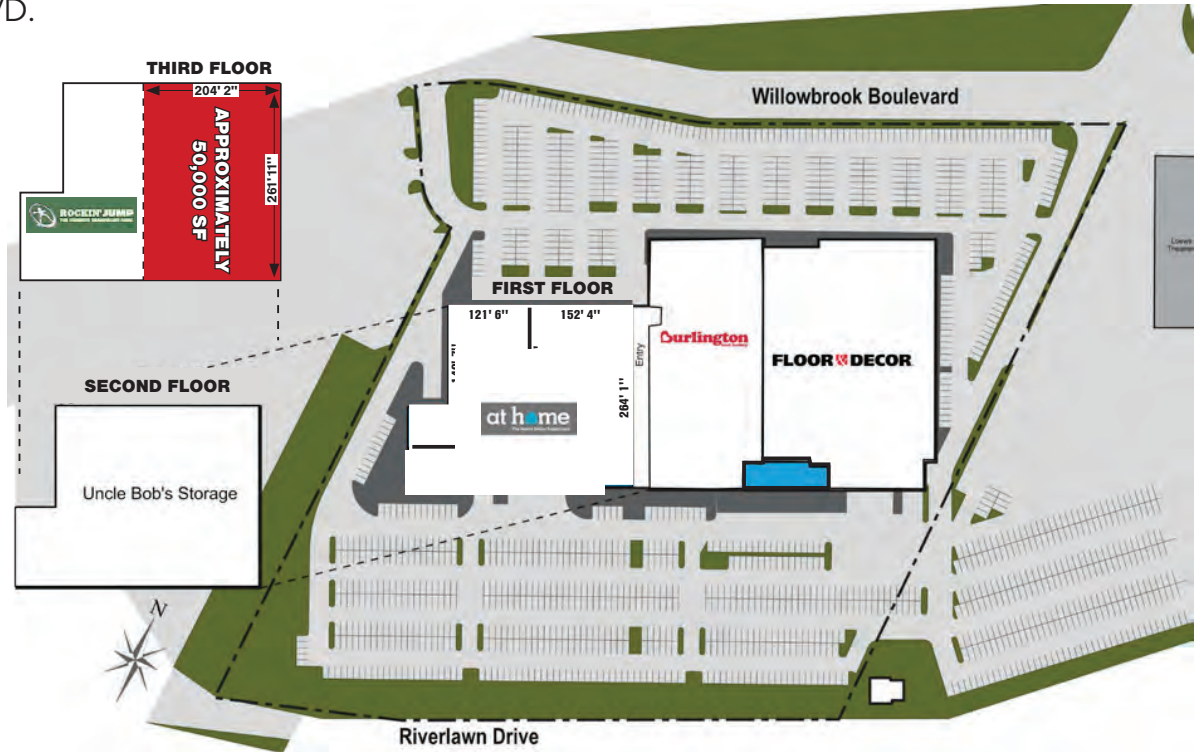 D.
THIRD FLOOR
204' 2"
APPROXIMATELY
50,000 SF
261' 11"
ROCKIN' JUMP
Willowbrook Boulevard
FIRST FLOOR
121' 6"
152' 4"
Entry
264' 1"
Burlington
FLOOR & DECOR
at home
SECOND FLOOR
Uncle Bob's Storage
N
Riverlawn Drive